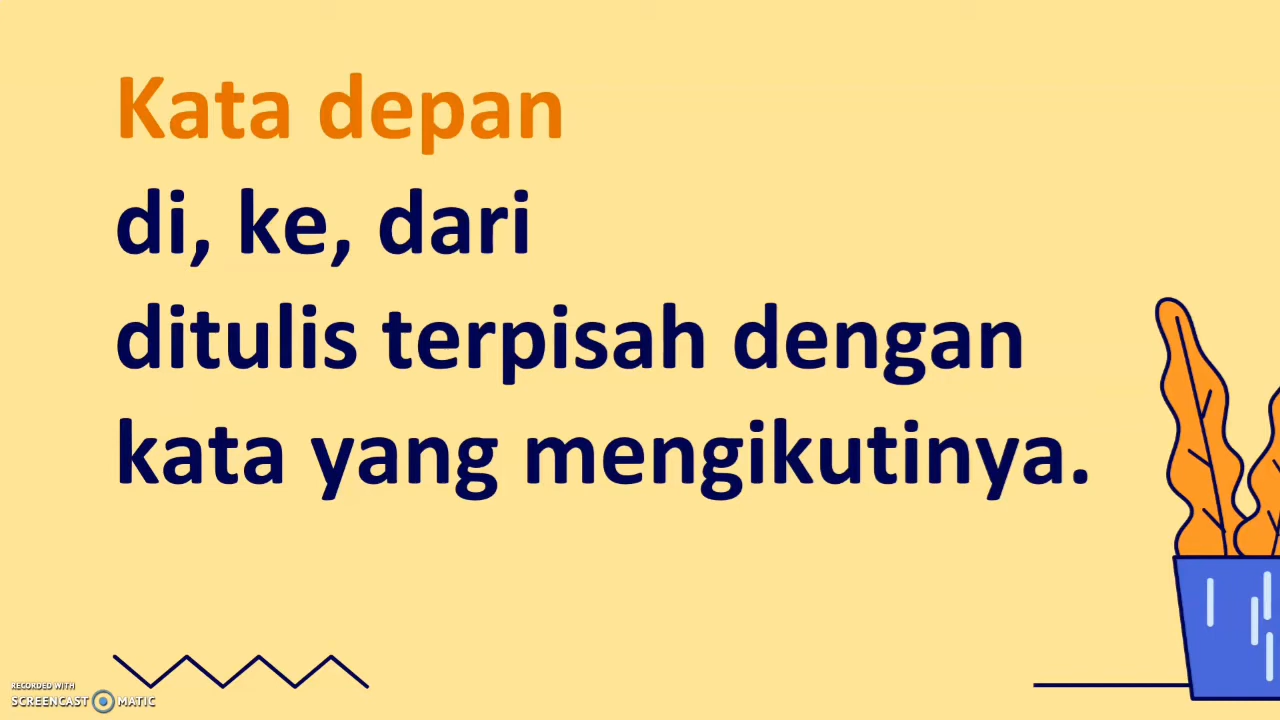 Kata depan
di, ke, dari
ditulis terpisah dengan
kata yang mengikutinya.
RECORDED WITH
SCREENCAST MATIC